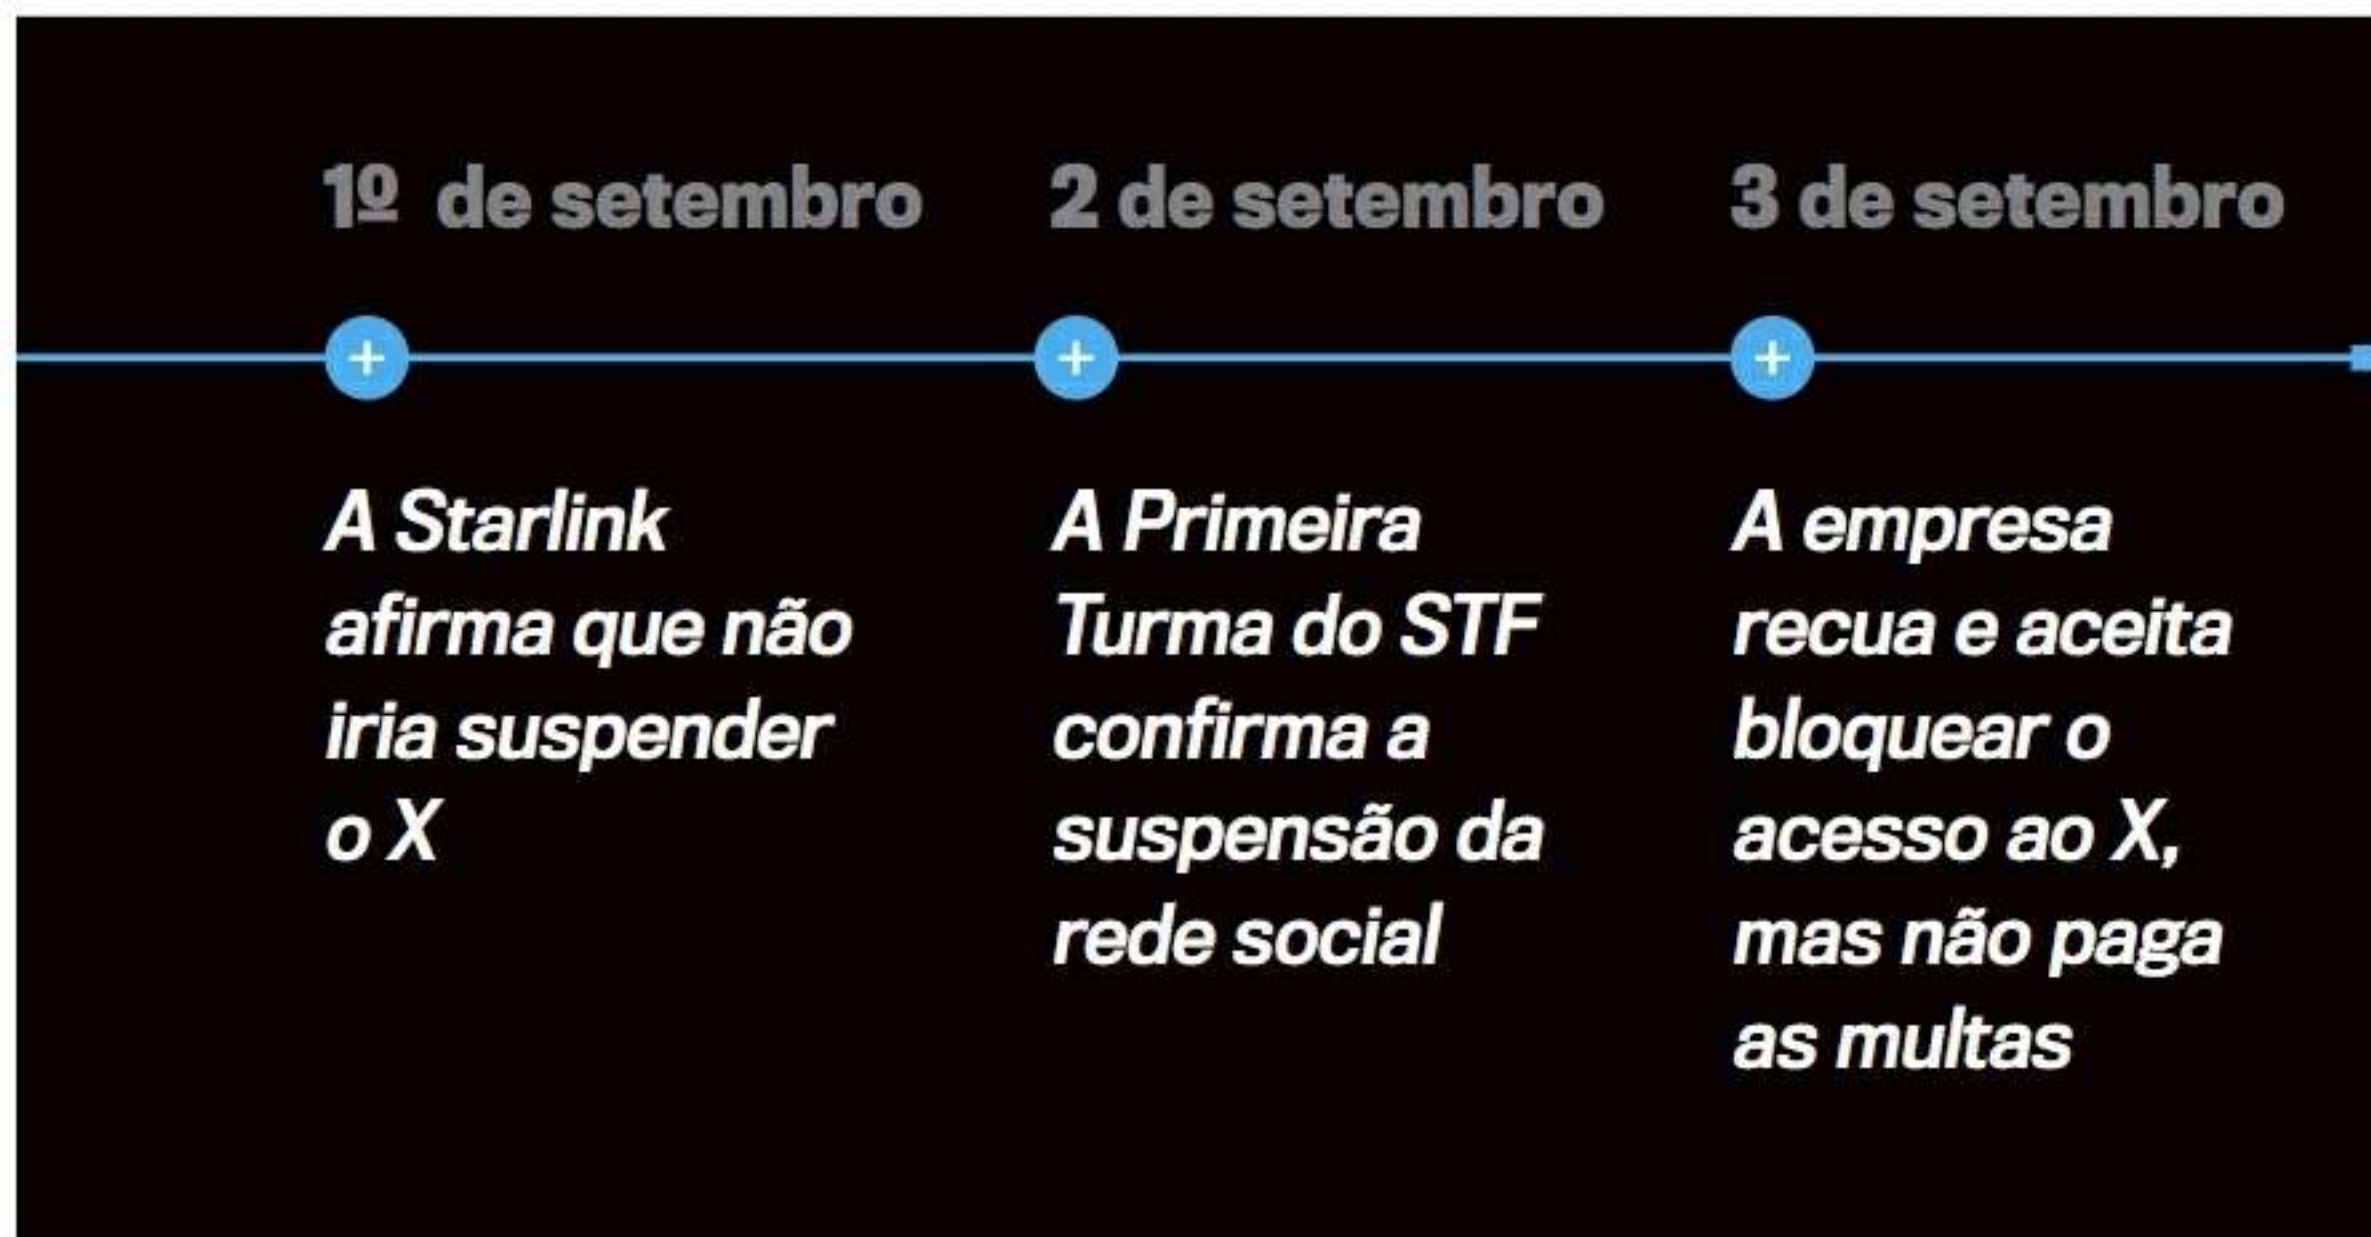 1º de setembro
A Starlink
afirma que não
iria suspender
o X
2 de setembro
A Primeira
Turma do STF
confirma a
suspensão da
rede social
3 de setembro
A empresa
recua e aceita
bloquear o
acesso ao X,
mas não paga
as multas